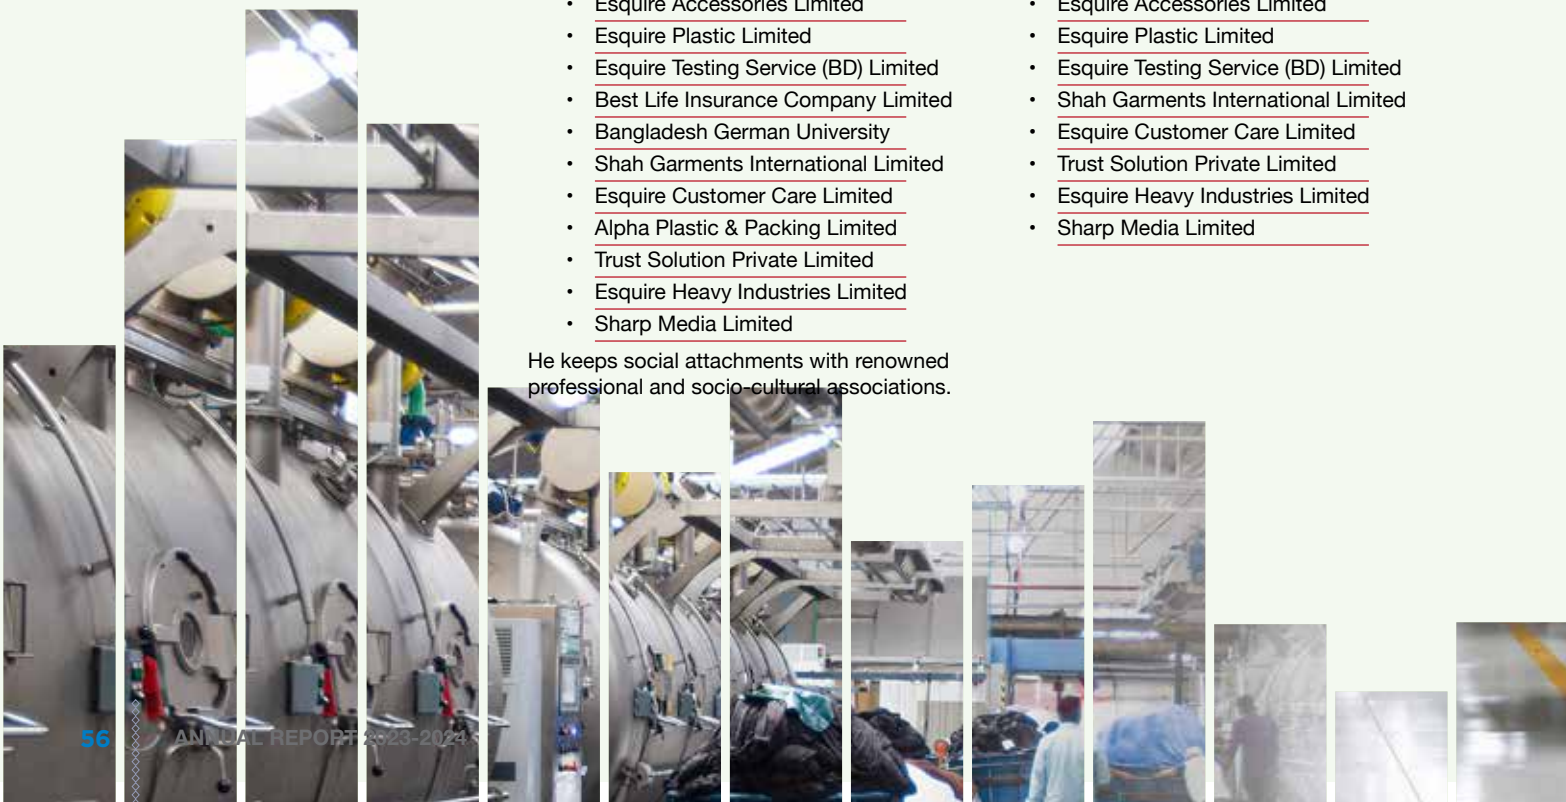 • Esquire Accessories Limited
• Esquire Plastic Limited
• Esquire Testing Service (BD) Limited
• Best Life Insurance Company Limited
• Bangladesh German University
• Shah Garments International Limited
• Esquire Customer Care Limited
• Alpha Plastic & Packing Limited
• Trust Solution Private Limited
• Esquire Heavy Industries Limited
• Sharp Media Limited
He keeps social attachments with renowned
professional and socio-cultural associations.
• Esquire Accessories Limited
• Esquire Plastic Limited
• Esquire Testing Service (BD) Limited
• Shah Garments International Limited
• Esquire Customer Care Limited
• Trust Solution Private Limited
• Esquire Heavy Industries Limited
• Sharp Media Limited
56 ANNUAL REPORT 2023-2024